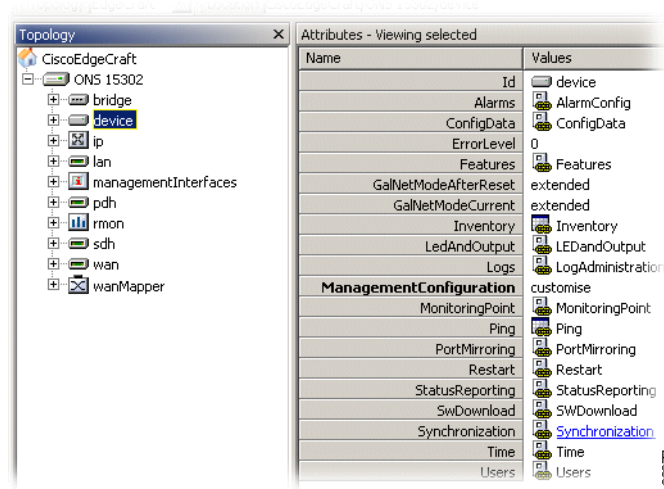 Topology
CiscoEdgeCraft
ONS 15302
bridge
device
ip
lan
managementInterfaces
pdh
rmon
sdh
wan
wanMapper
Attributes - Viewing selected
Name Values
Id device
Alarms AlarmConfig
ConfigData ConfigData
ErrorLevel 0
Features Features
GalNetModeAfterReset extended
GalNetModeCurrent extended
Inventory Inventory
LedAndOutput LEDandOutput
Logs LogAdministration
ManagementConfiguration customise
MonitoringPoint MonitoringPoint
Ping Ping
PortMirroring PortMirroring
Restart Restart
StatusReporting StatusReporting
SwDownload SWDownload
Synchronization Synchronization
Time Time
Users Users